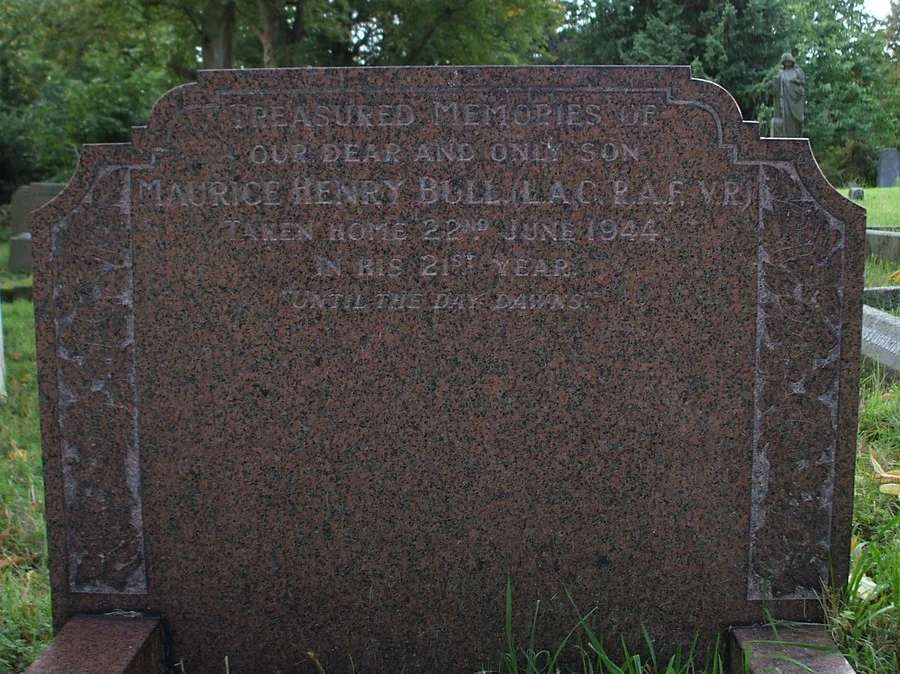 TREASURED MEMORIES OF
OUR DEAR AND ONLY SON
MAURICE HENRY BULL. (L.A.C. R.A.F. V.R.)
TAKEN HOME 22ND JUNE 1944
IN HIS 21ST YEAR.
"UNTIL THE DAY DAWNS."